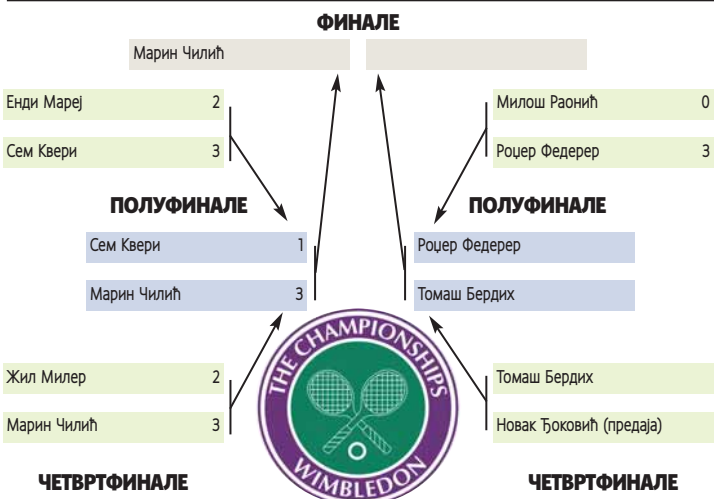 ФИНАЛЕ
Марин Чилић
Енди Мареј 2
Сем Квери 3
Милош Раонић 0
Роџер Федерер 3
ПОЛУФИНАЛЕ
ПОЛУФИНАЛЕ
Сем Квери 1
Марин Чилић 3
Роџер Федерер
Томаш Бердих
THE CHAMPIONSHIPS
WIMBLEDON
Жил Милер 2
Марин Чилић 3
Томаш Бердих
Новак Ђоковић (предаја)
ЧЕТВРТФИНАЛЕ
ЧЕТВРТФИНАЛЕ